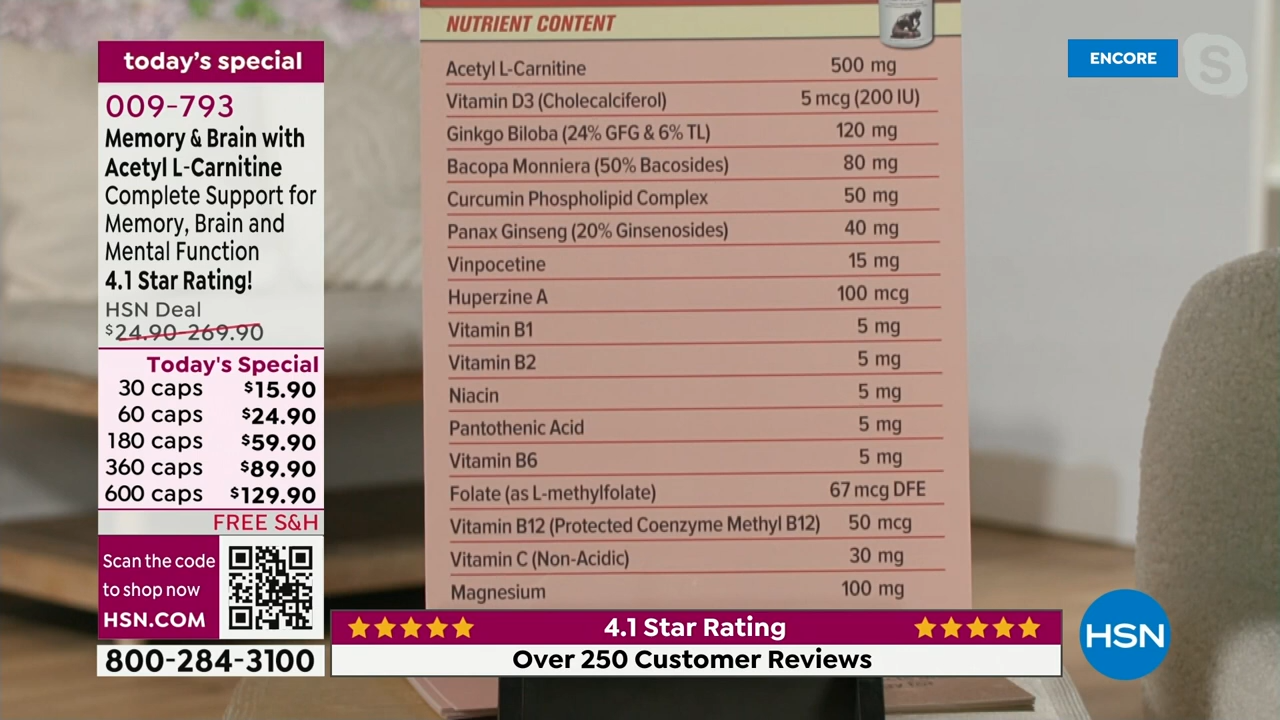 NUTRIENT CONTENT
Acetyl L-Carnitine 500 mg
Vitamin D3 (Cholecalciferol) 5 mcg (200 IU)
Ginkgo Biloba (24% GFG & 6% TL) 120 mg
Bacopa Monniera (50% Bacosides) 80 mg
Curcumin Phospholipid Complex 50 mg
Panax Ginseng (20% Ginsenosides) 40 mg
Vinpocetine 15 mg
Huperzine A 100 mcg
Vitamin B1 5 mg
Vitamin B2 5 mg
Niacin 5 mg
Pantothenic Acid 5 mg
Vitamin B6 5 mg
Folate (as L-methylfolate) 67 mcg DFE
Vitamin B12 (Protected Coenzyme Methyl B12) 50 mcg
Vitamin C (Non-Acidic) 30 mg
Magnesium 100 mg
today's special
009-793
Memory & Brain with
Acetyl L-Carnitine
Complete Support for
Memory, Brain and
Mental Function
4.1 Star Rating!
HSN Deal
$24.90-269.90
Today's Special
30 caps $15.90
60 caps $24.90
180 caps $59.90
360 caps $89.90
600 caps $129.90
FREE S&H
Scan the code
to shop now
HSN.COM
800-284-3100
4.1 Star Rating
Over 250 Customer Reviews
ENCORE
S
HSN